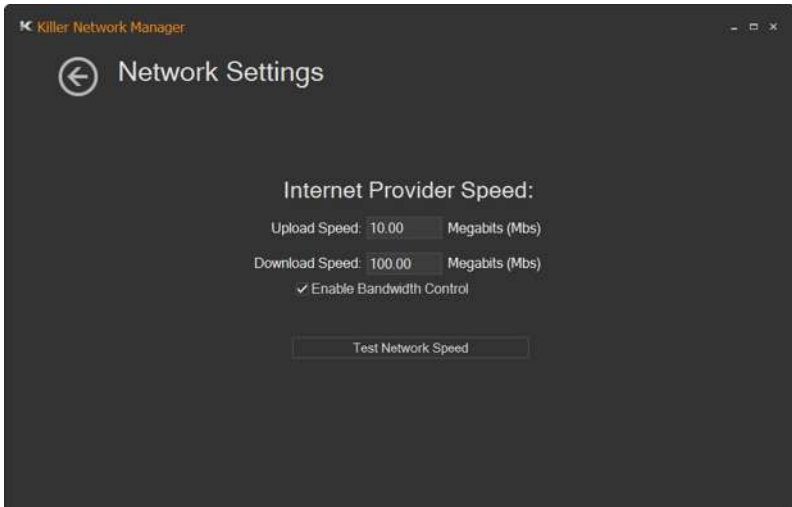 Killer Network Manager
Network Settings
Internet Provider Speed:
Upload Speed: 10.00 Megabits (Mbs)
Download Speed: 100.00 Megabits (Mbs)
Enable Bandwidth Control
Test Network Speed